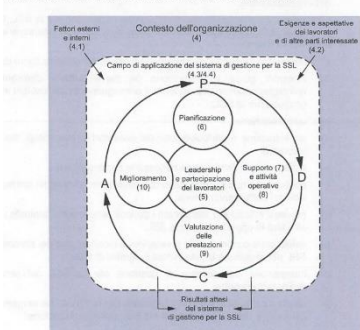 Fattori esterni
e interni
(4.1)
Contesto dell'organizzazione
(4)
Esigenze e aspettative
dei lavoratori
e di altre parti interessate
(4.2)
Campo di applicazione del sistema
di gestione per la SSL
(4.3/4.4)
P
Pianificazione
(6)
A
Miglioramento
(10)
Leadership
e partecipazione
dei lavoratori
(5)
Supporto (7)
e attività
operative
(8)
D
Valutazione
delle
prestazioni
(9)
C
Risultati attesi
del sistema
di gestione per la SSL